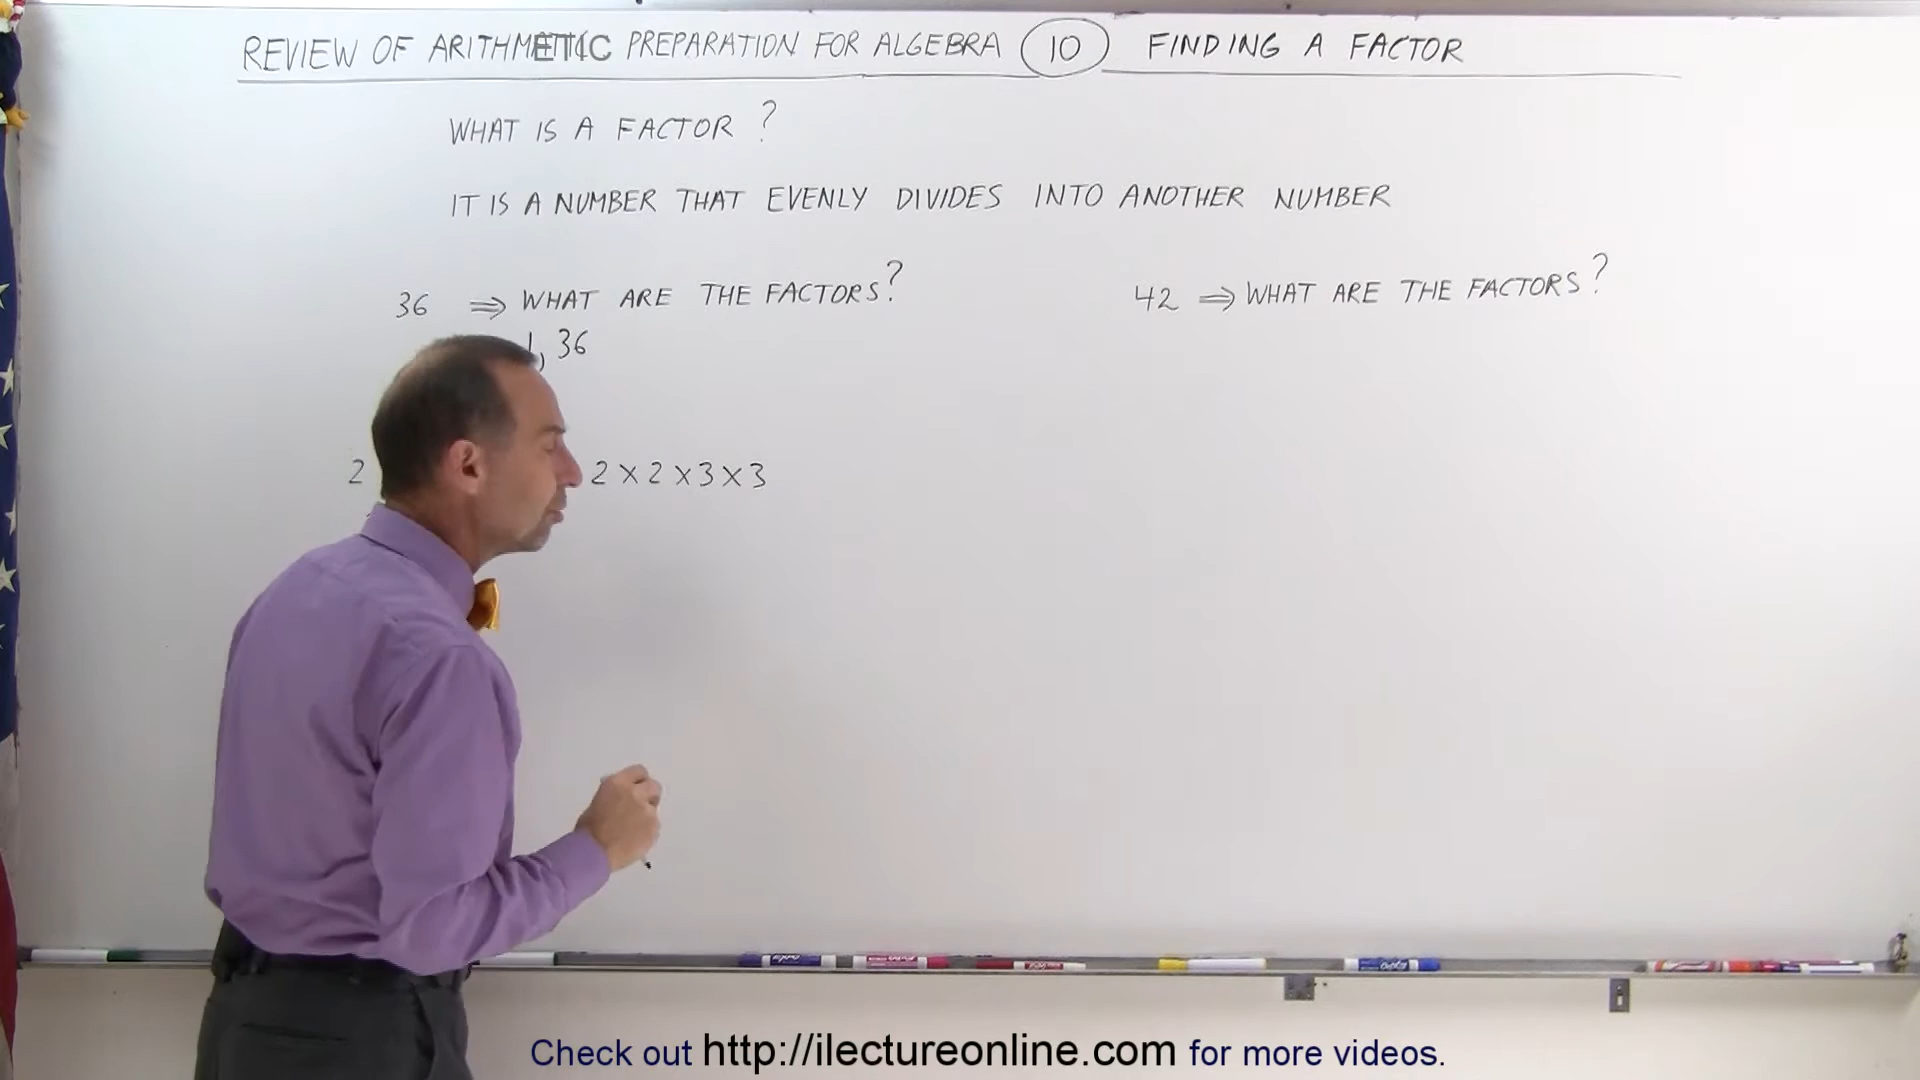 REVIEW OF ARITHMETIC PREPARATION FOR ALGEBRA 10 FINDING A FACTOR
WHAT IS A FACTOR ?
IT IS A NUMBER THAT EVENLY DIVIDES INTO ANOTHER NUMBER
36 ⇒ WHAT ARE THE FACTORS?
42 ⇒ WHAT ARE THE FACTORS?
1, 36
2
2 × 2 × 3 × 3
Check out http://ilectureonline.com for more videos.